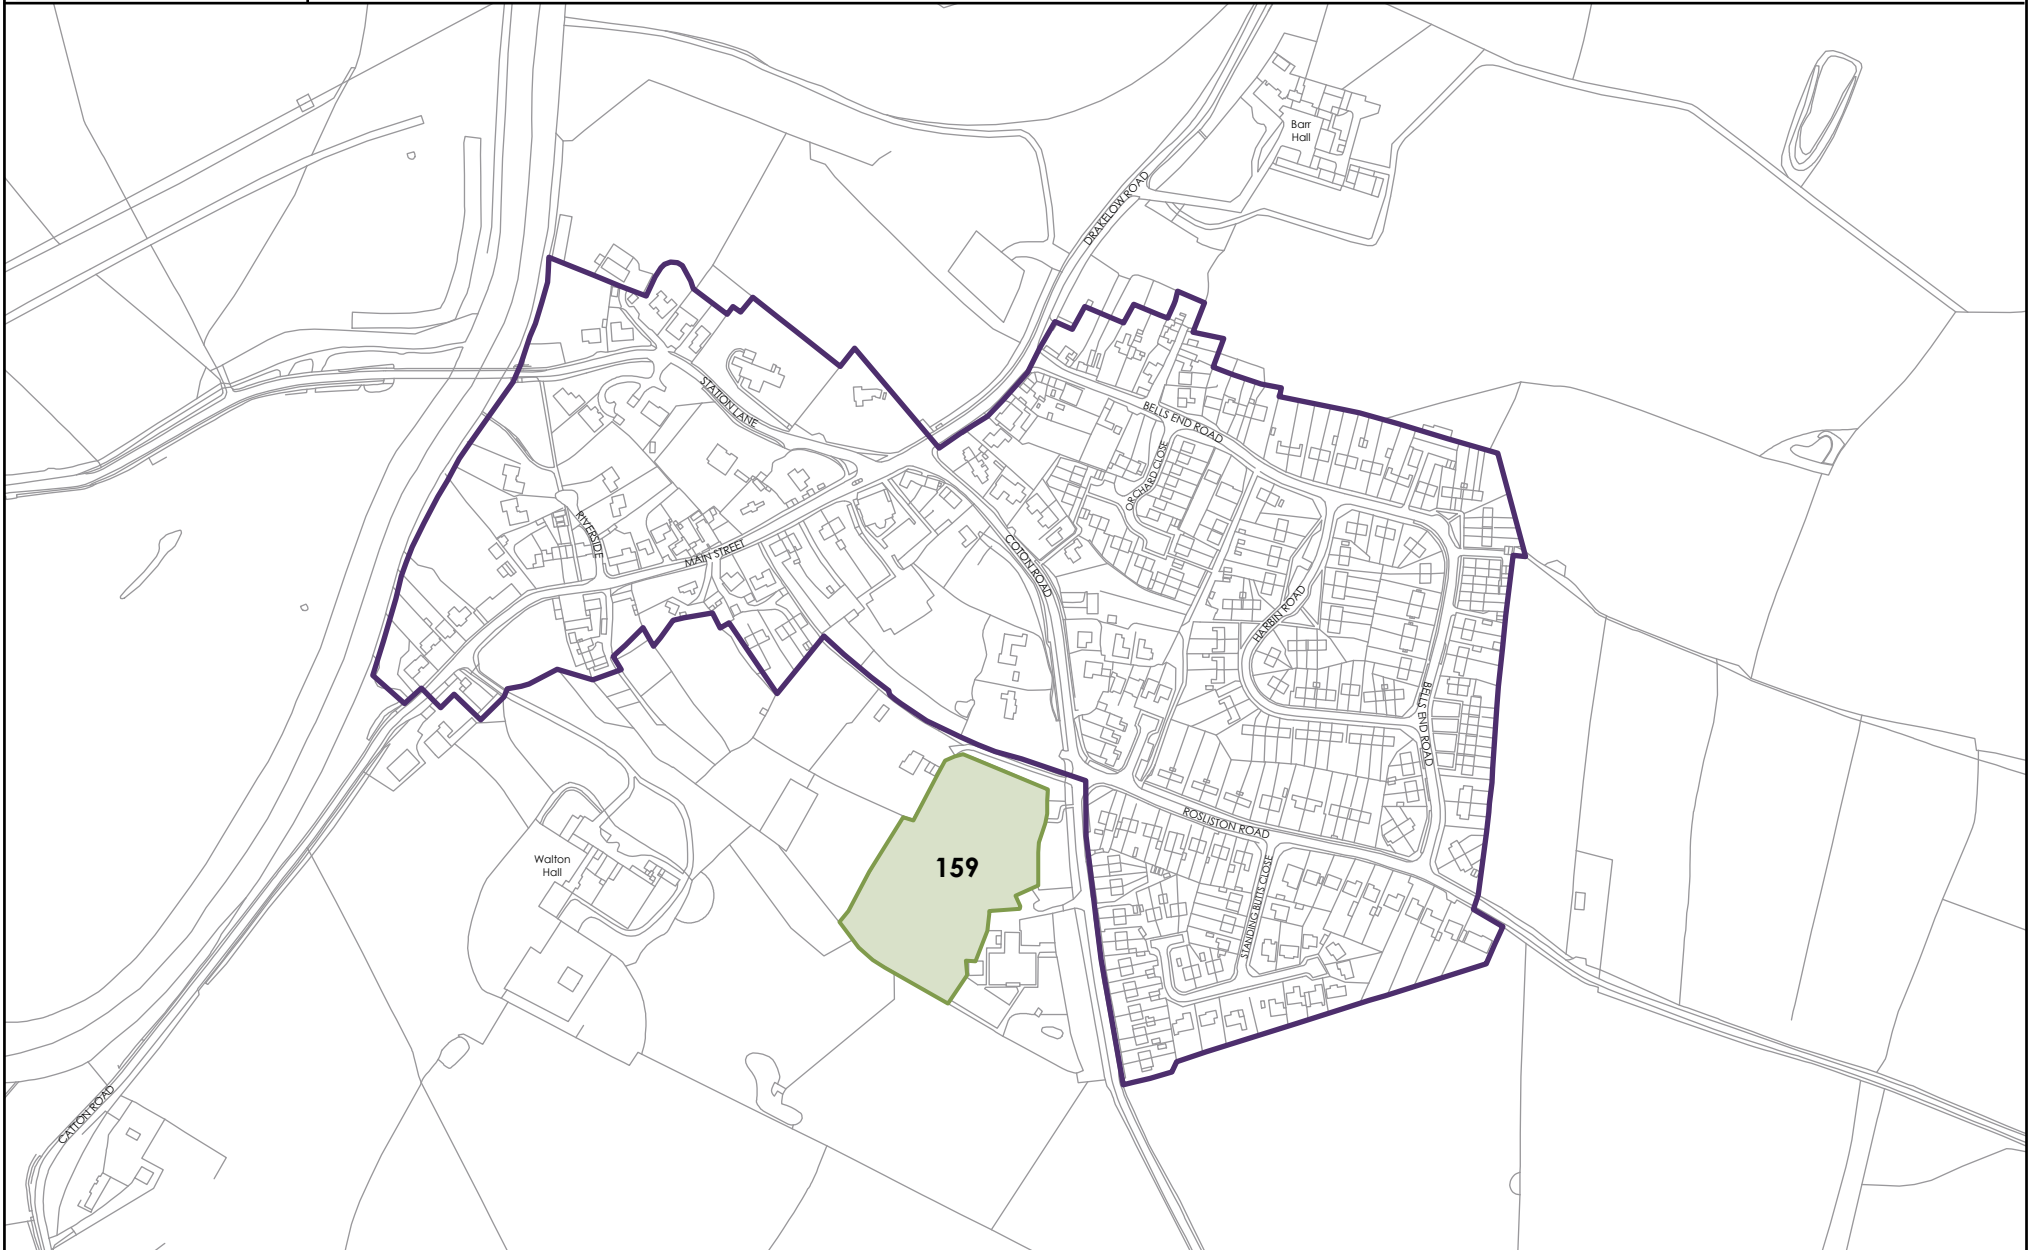 Barr
Hall
DRAKELOW ROAD
STATION LANE
BELLS END ROAD
ORCHARD CLOSE
RIVERSIDE
MAIN STREET
COTON ROAD
HARBIN ROAD
BELLS END ROAD
ROSLISTON ROAD
Walton
Hall
159
STANDING BUTTS CLOSE
CATTON ROAD